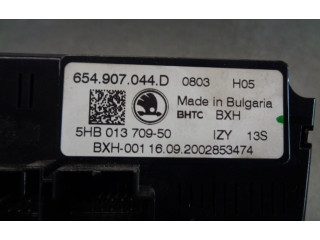 654.907.044.D 0803 H05
Made in Bulgaria
BHTC BXH
5HB 013 709-50 IZY 13S
BXH-001 16.09.2002853474